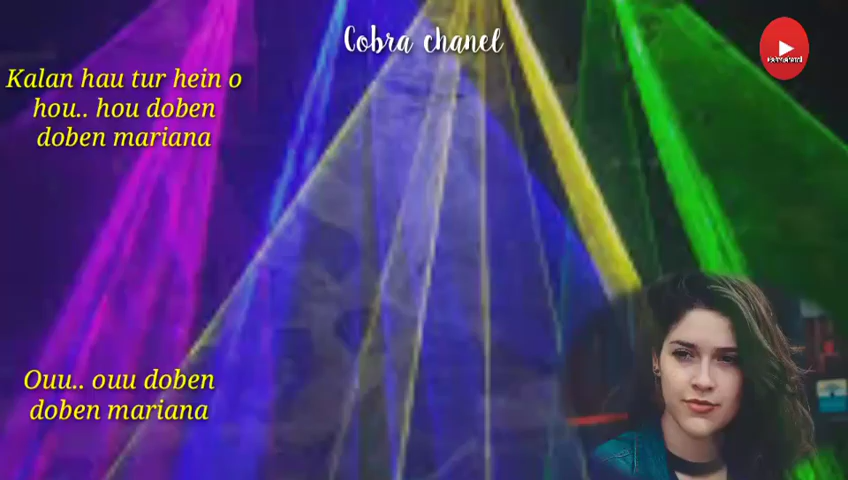 Cobra chanel
Kalan hau tur hein o
hou.. hou doben
doben mariana
Ouu.. ouu doben
doben mariana